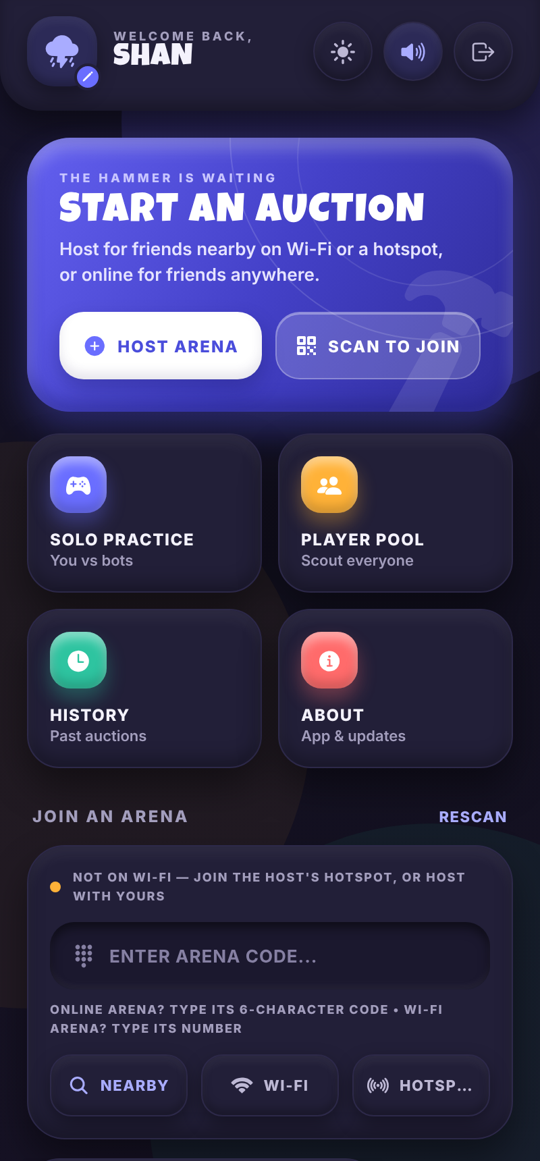 WELCOME BACK,
SHAN
THE HAMMER IS WAITING
START AN AUCTION
Host for friends nearby on Wi-Fi or a hotspot,
or online for friends anywhere.
HOST ARENA
SCAN TO JOIN
SOLO PRACTICE
You vs bots
PLAYER POOL
Scout everyone
HISTORY
Past auctions
ABOUT
App & updates
JOIN AN ARENA
RESCAN
NOT ON WI-FI — JOIN THE HOST'S HOTSPOT, OR HOST
WITH YOURS
ENTER ARENA CODE...
ONLINE ARENA? TYPE ITS 6-CHARACTER CODE • WI-FI
ARENA? TYPE ITS NUMBER
NEARBY
WI-FI
HOTSP...